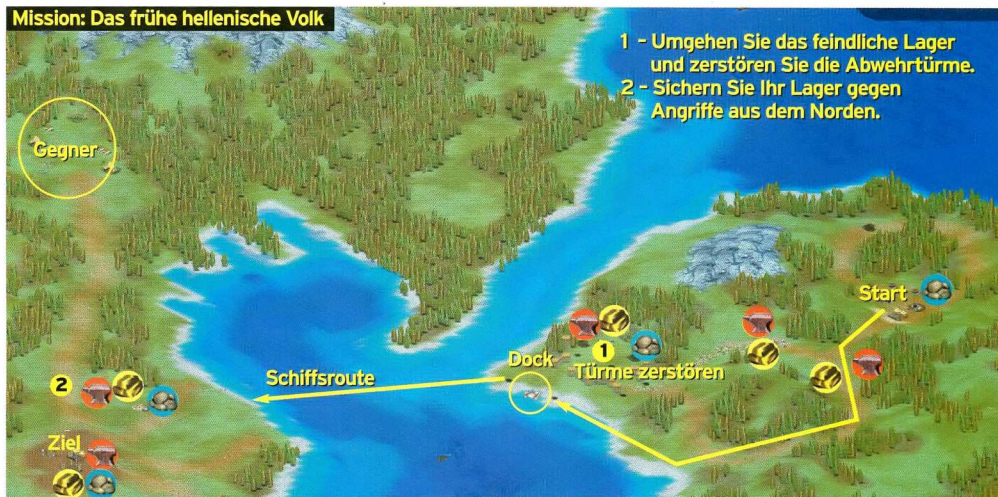 Mission: Das frühe hellenische Volk
1 - Umgehen Sie das feindliche Lager
und zerstören Sie die Abwehrtürme.
2 - Sichern Sie Ihr Lager gegen
Angriffe aus dem Norden.
Gegner
Start
1
Dock
Türme zerstören
Schiffsroute
2
Ziel